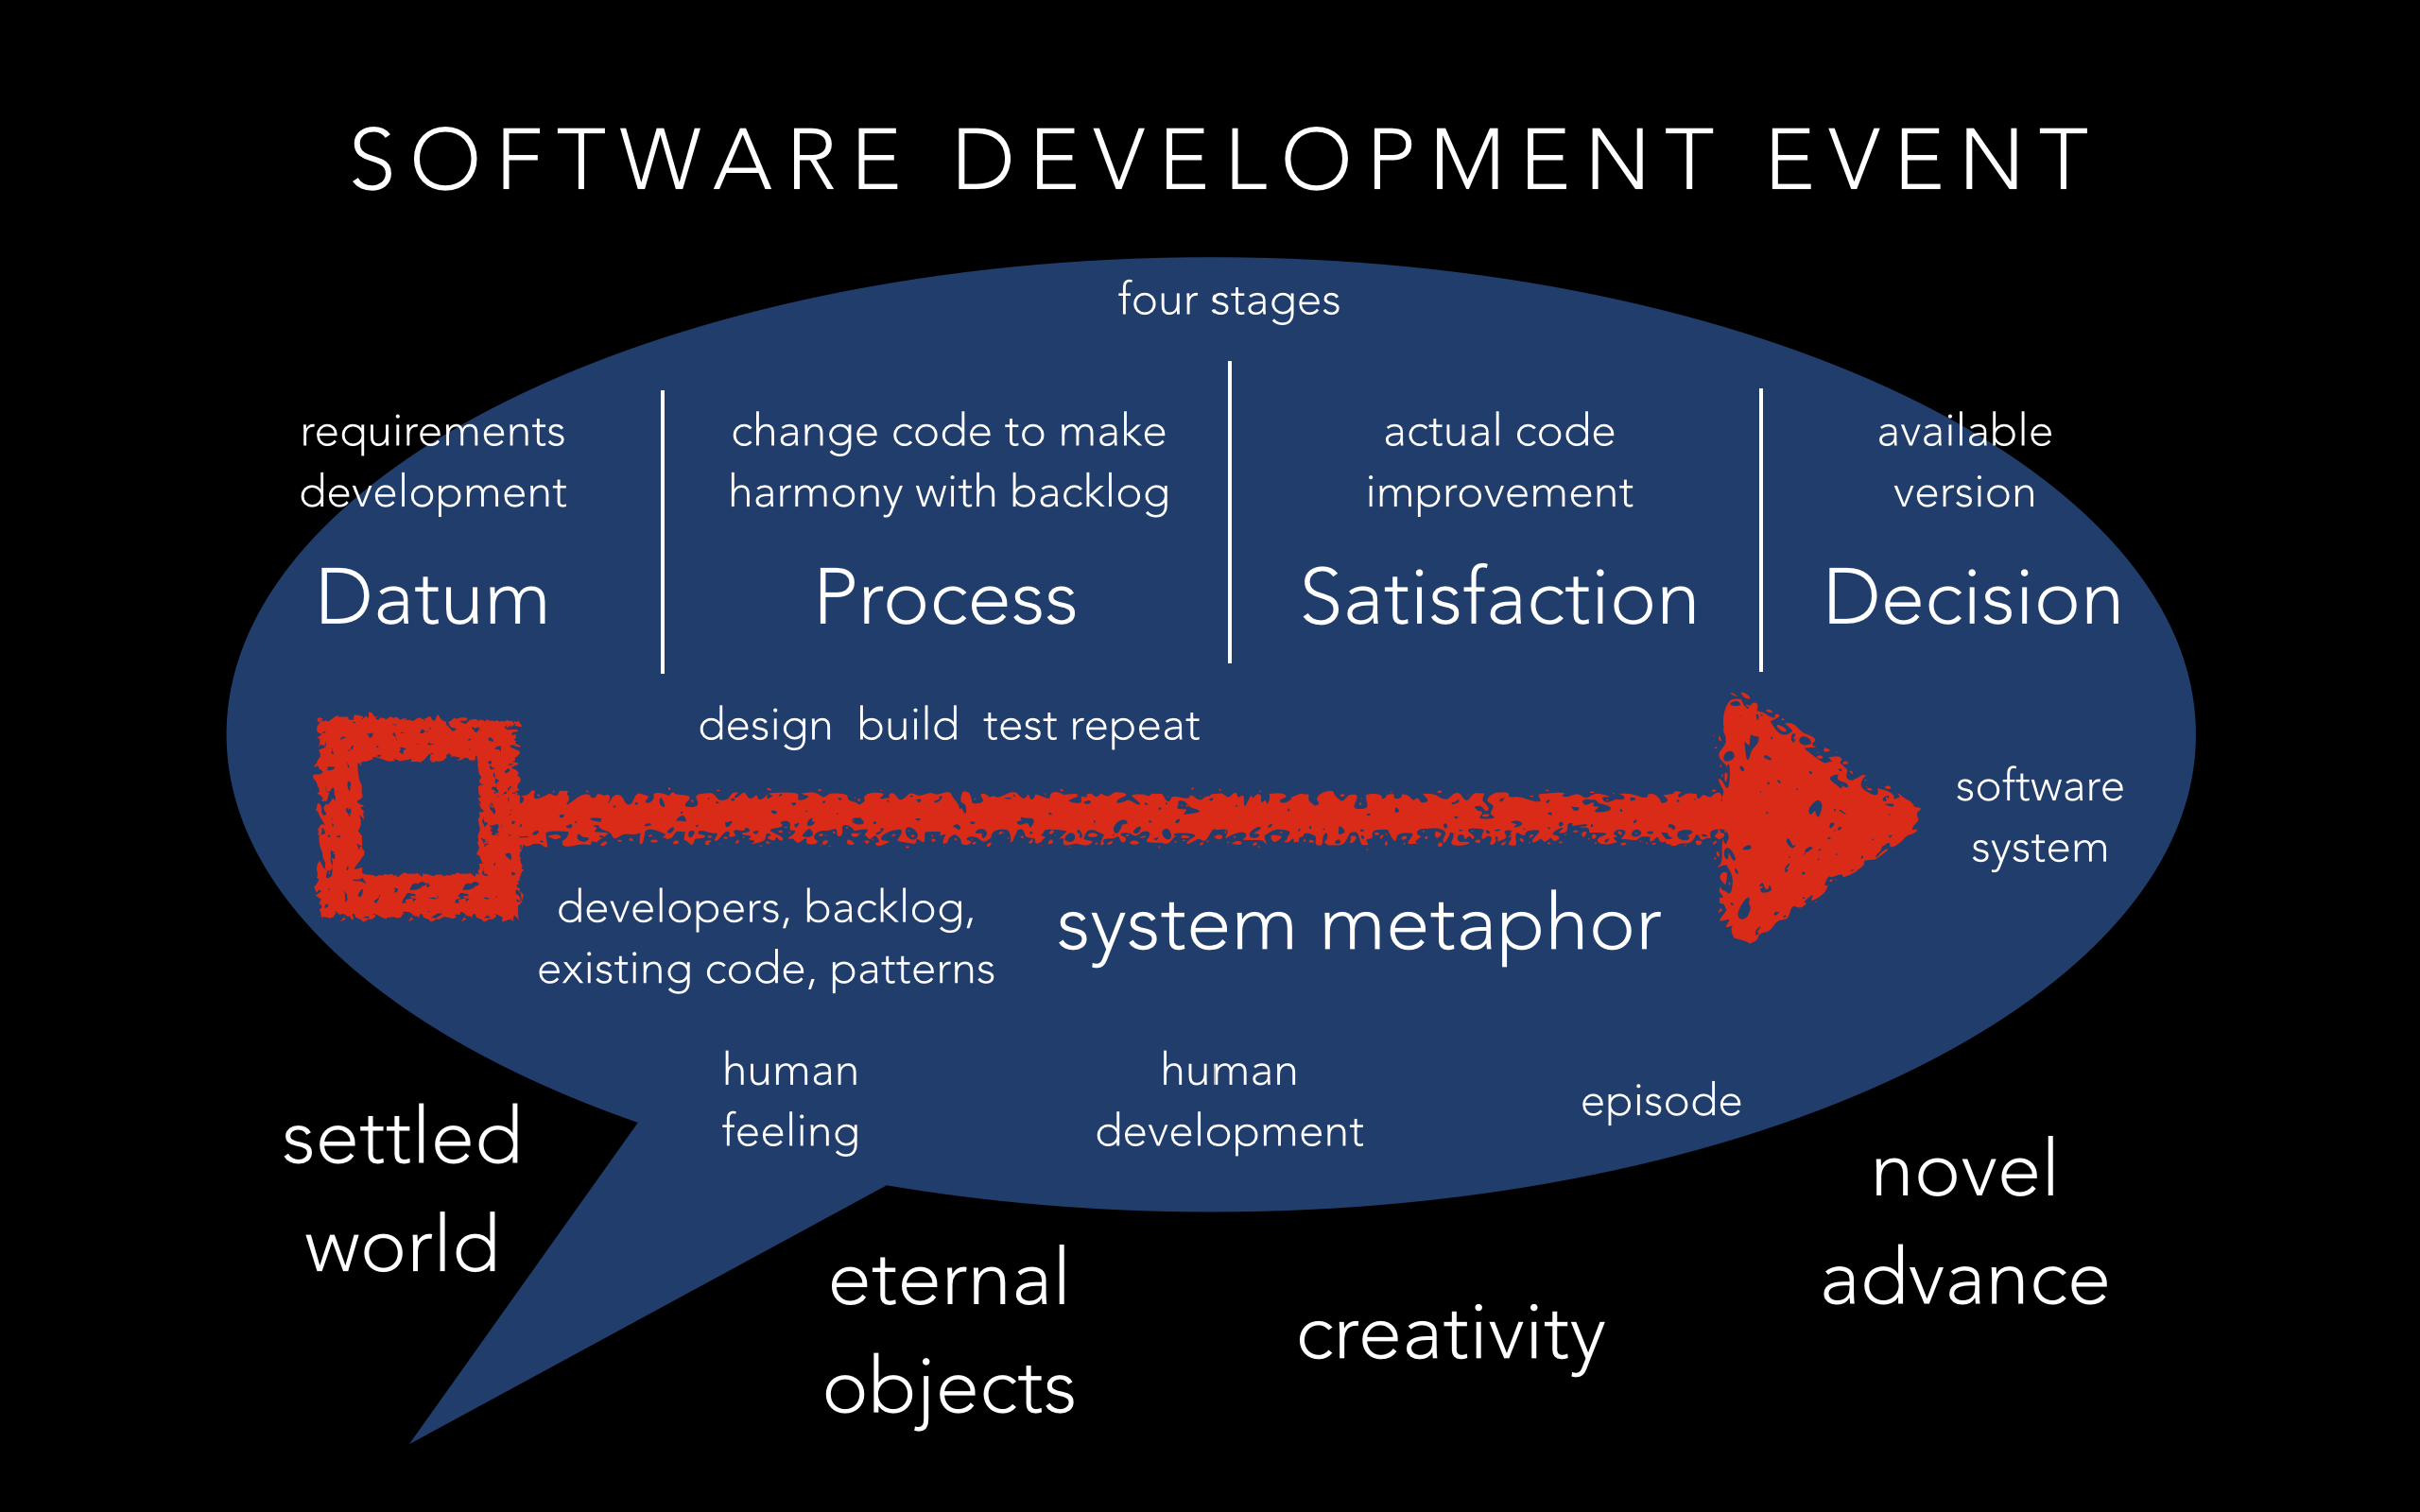 SOFTWARE DEVELOPMENT EVENT
four stages
requirements
development
Datum
change code to make
harmony with backlog
Process
actual code
improvement
Satisfaction
available
version
Decision
design build test repeat
software
system
developers, backlog,
existing code, patterns
system metaphor
human
feeling
human
development
episode
settled
world
eternal
objects
creativity
novel
advance